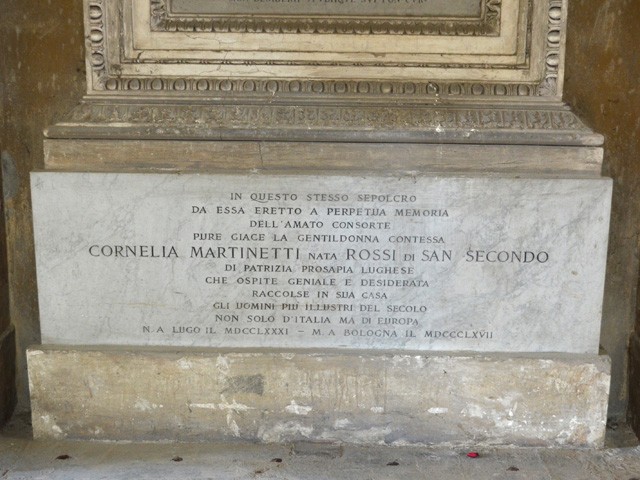 IN QUESTO STESSO SEPOLCRO
DA ESSA ERETTO A PERPETUA MEMORIA
DELL'AMATO CONSORTE
PURE GIACE LA GENTILDONNA CONTESSA
CORNELIA MARTINETTI NATA ROSSI DI SAN SECONDO
DI PATRIZIA PROSAPIA LUGHESE
CHE OSPITE GENIALE E DESIDERATA
RACCOLSE IN SUA CASA
GLI UOMINI PIÙ ILLUSTRI DEL SECOLO
NON SOLO D'ITALIA MA DI EUROPA
N. A LUGO IL MDCCLXXXI – M. A BOLOGNA IL MDCCCLXVII